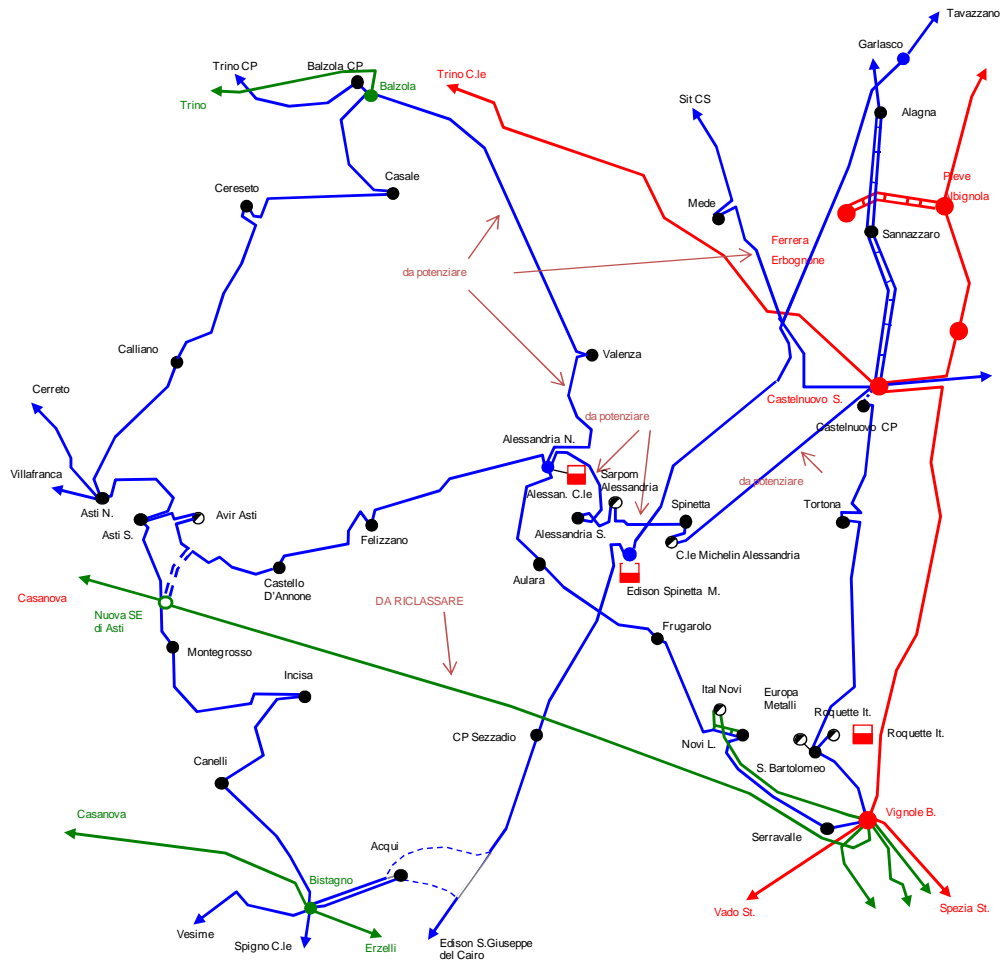 Tavazzano
Garlasco
Trino CP
Balzola CP
Trino C.le
Balzola
Trino
Sit CS
Alagna
Casale
Pieve
Albignola
Cereseto
Mede
Sannazzaro
Ferrera
Erbognone
da potenziare
Valenza
Calliano
Cerreto
Castelnuovo S.
da potenziare
Castelnuovo CP
Alessandria N.
Villafranca
Sarpom
Alessandria
Alessan. C.le
da potenziare
Asti N.
Avir Asti
Spinetta
Tortona
Asti S.
Alessandria S.
Felizzano
C.le Michelin Alessandria
Aulara
Castello
D'Annone
Edison Spinetta M.
Casanova
DA RICLASSARE
Nuova SE
di Asti
Frugarolo
Montegrosso
Incisa
Ital Novi
Europa
Metalli
Roquette It.
Roquette It.
CP Sezzadio
Novi L.
Canelli
S. Bartolomeo
Casanova
Vignole B.
Serravalle
Acqui
Bistagno
Vado St.
Spezia St.
Vesime
Spigno C.le
Erzelli
Edison S.Giuseppe
del Cairo